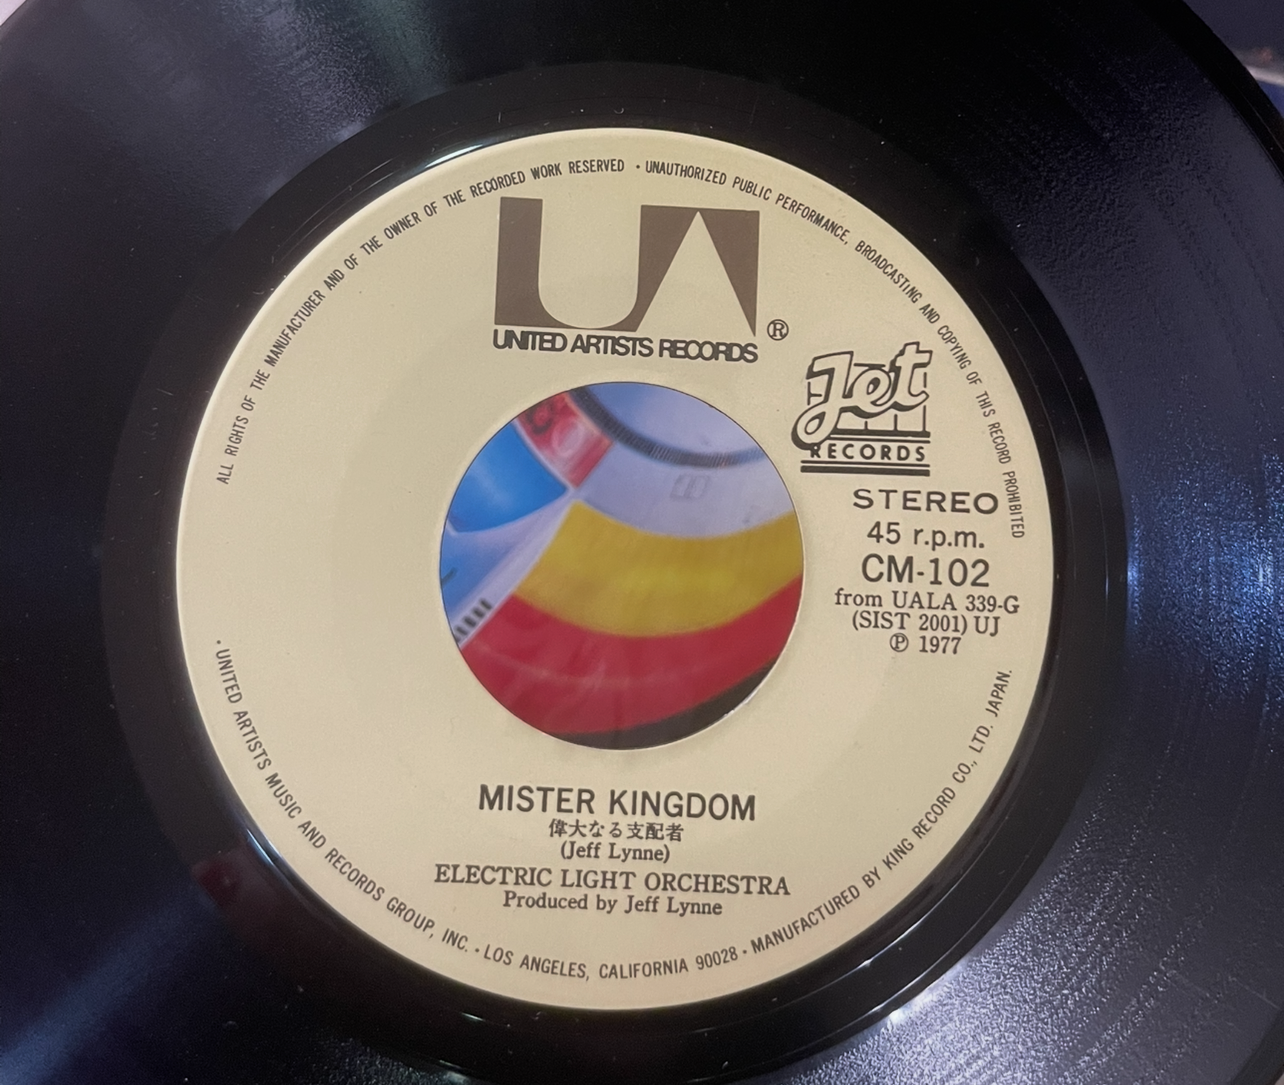 ALL RIGHTS OF THE MANUFACTURER AND OF THE OWNER OF THE RECORDED WORK RESERVED • UNAUTHORIZED PUBLIC PERFORMANCE, BROADCASTING AND COPYING OF THIS RECORD PROHIBITED
UA
UNITED ARTISTS RECORDS ®
Jet
RECORDS
STEREO
45 r.p.m.
CM-102
from UALA 339-G
(SIST 2001) UJ
℗ 1977
MISTER KINGDOM
偉大なる支配者
(Jeff Lynne)
ELECTRIC LIGHT ORCHESTRA
Produced by Jeff Lynne
• UNITED ARTISTS MUSIC AND RECORDS GROUP, INC. • LOS ANGELES, CALIFORNIA 90028 • MANUFACTURED BY KING RECORD CO., LTD. JAPAN.